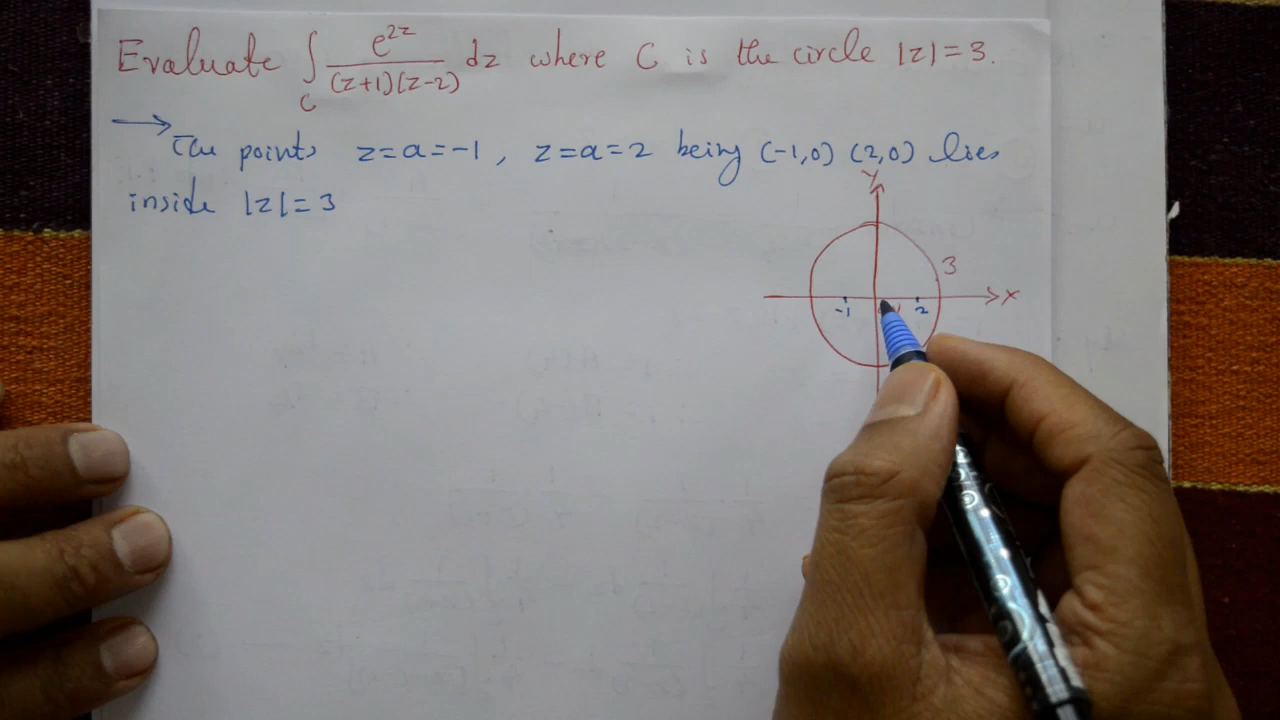 Evaluate ∫_C e^{2z}/((z+1)(z-2)) dz where C is the circle |z|=3.
→ The points z=a=-1, z=a=2 being (-1,0) (2,0) lies
inside |z|=3
Y
3
-1 2 X